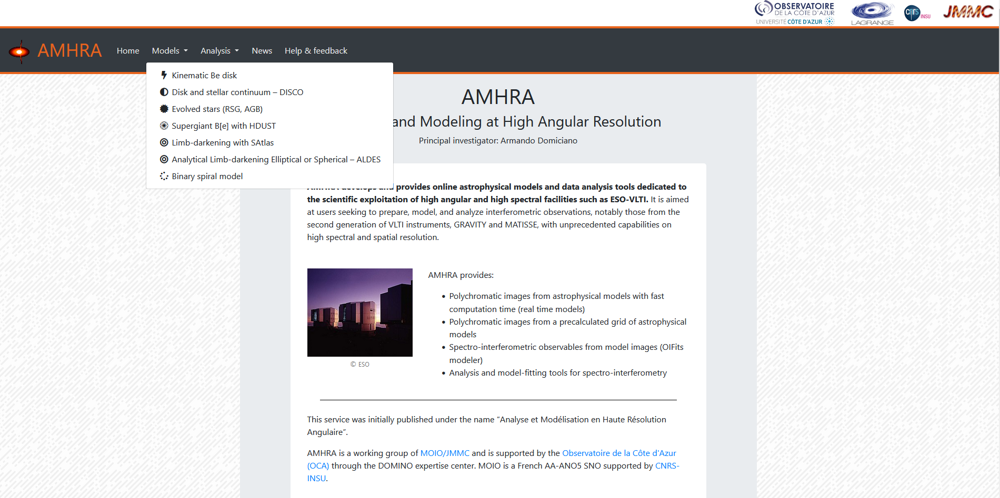 OBSERVATOIRE
DE LA CÔTE D'AZUR
UNIVERSITÉ CÔTE D'AZUR
LAGRANGE
cnrs
INSU
JMMC
AMHRA
Home
Models
Analysis
News
Help & feedback
Kinematic Be disk
Disk and stellar continuum – DISCO
Evolved stars (RSG, AGB)
Supergiant B[e] with HDUST
Limb-darkening with SAtlas
Analytical Limb-darkening Elliptical or Spherical – ALDES
Binary spiral model
AMHRA
and Modeling at High Angular Resolution
Principal investigator: Armando Domiciano
AMHRA develops and provides online astrophysical models and data analysis tools dedicated to
the scientific exploitation of high angular and high spectral facilities such as ESO-VLTI. It is aimed
at users seeking to prepare, model, and analyze interferometric observations, notably those from the
second generation of VLTI instruments, GRAVITY and MATISSE, with unprecedented capabilities on
high spectral and spatial resolution.
© ESO
AMHRA provides:
• Polychromatic images from astrophysical models with fast
computation time (real time models)
• Polychromatic images from a precalculated grid of astrophysical
models
• Spectro-interferometric observables from model images (OIFits
modeler)
• Analysis and model-fitting tools for spectro-interferometry
This service was initially published under the name “Analyse et Modélisation en Haute Résolution
Angulaire”.
AMHRA is a working group of MOIO/JMMC and is supported by the Observatoire de la Côte d'Azur
(OCA) through the DOMINO expertise center. MOIO is a French AA-ANO5 SNO supported by CNRS-
INSU.